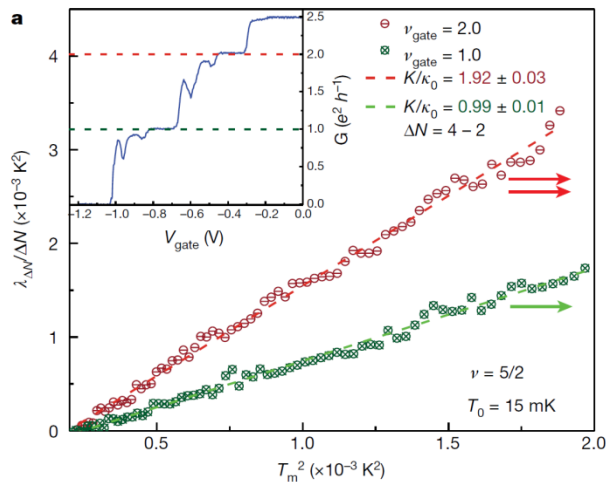 a
ν_gate = 2.0
ν_gate = 1.0
K/κ₀ = 1.92 ± 0.03
K/κ₀ = 0.99 ± 0.01
ΔN = 4 – 2
2.5
2.0
1.5
1.0
0.5
0.0
G (e² h⁻¹)
−1.2 −1.0 −0.8 −0.6 −0.4 −0.2 0.0
V_gate (V)
4
3
2
1
0
λ_ΔN/ΔN (×10⁻³ K²)
ν = 5/2
T₀ = 15 mK
0.5 1.0 1.5 2.0
T_m² (×10⁻³ K²)